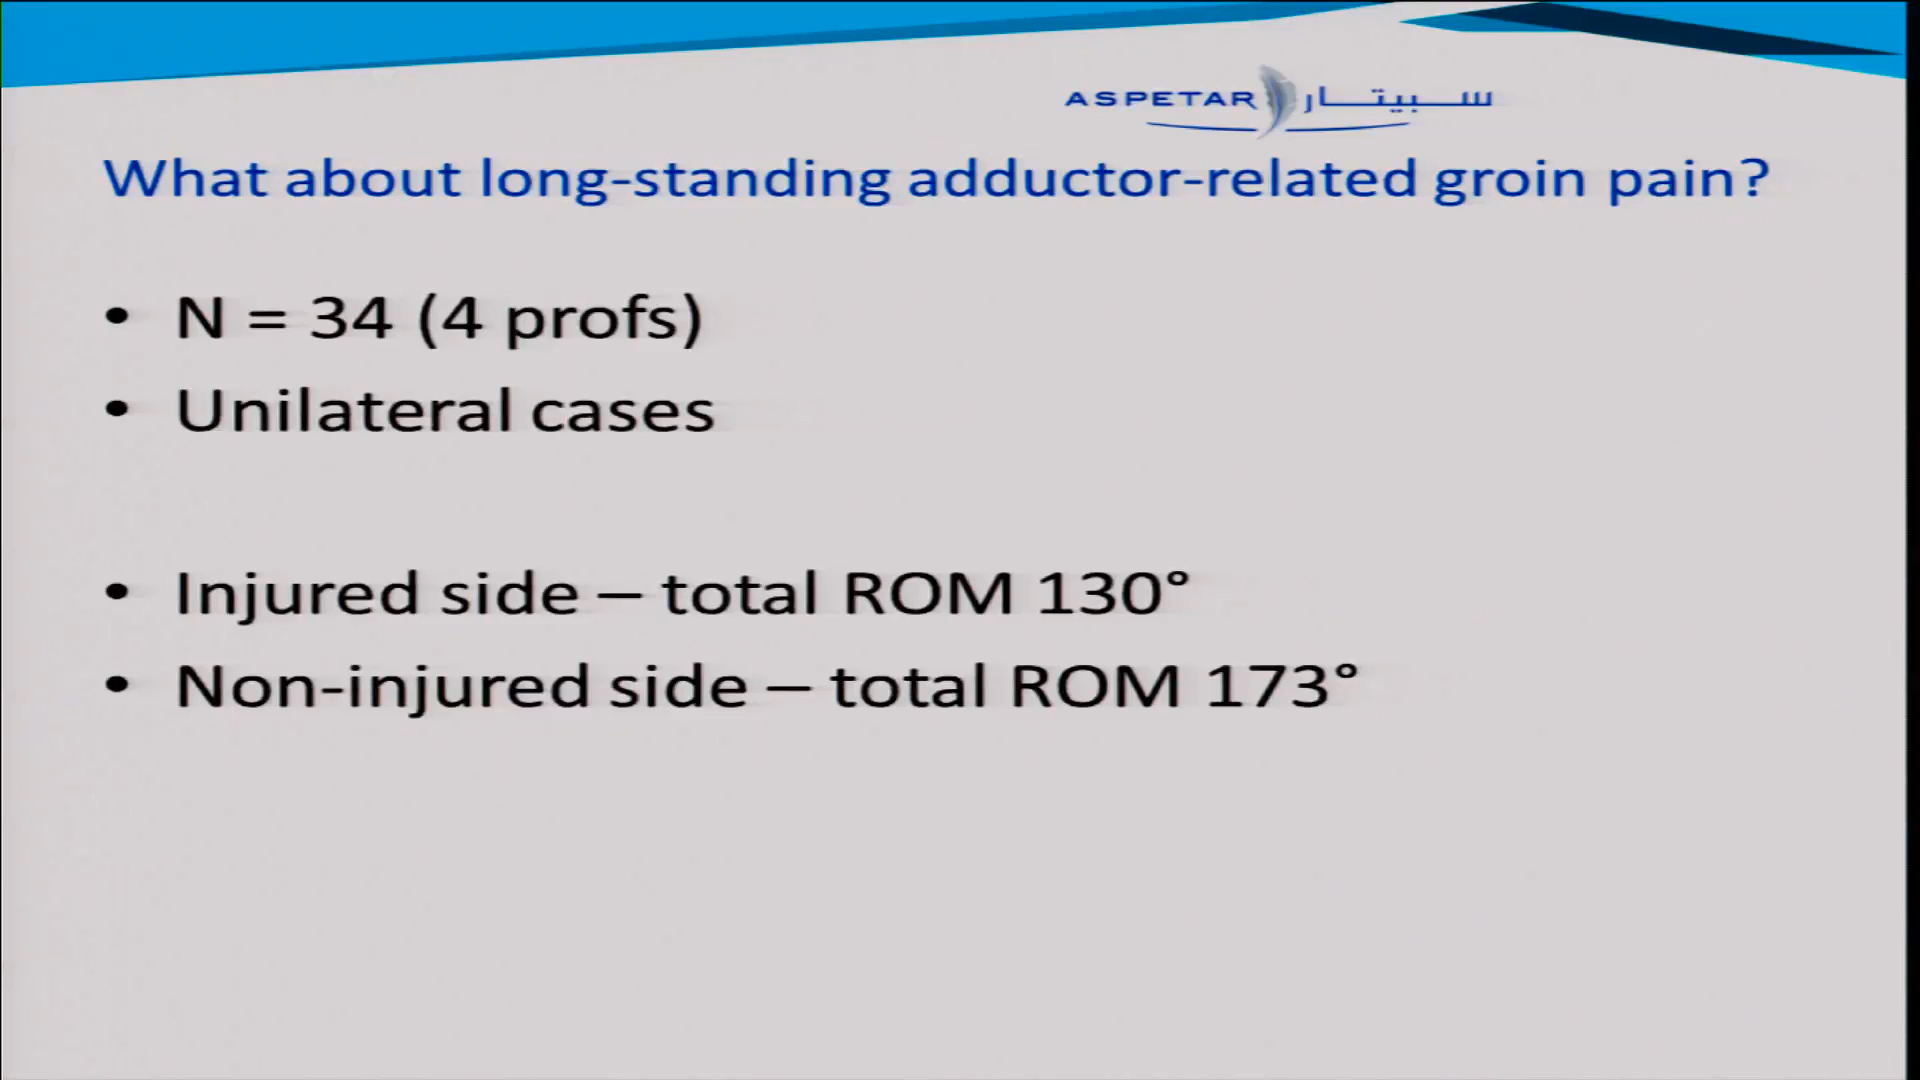 ASPETAR سبيتار
What about long-standing adductor-related groin pain?
• N = 34 (4 profs)
• Unilateral cases
• Injured side – total ROM 130°
• Non-injured side – total ROM 173°